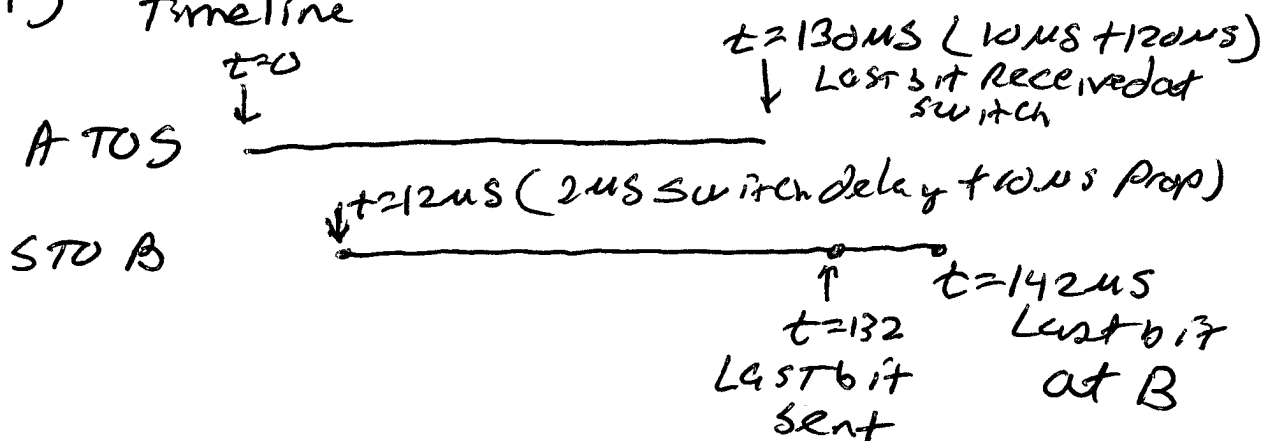 Timeline
t=0
t=130μs (10μs+120μs)
Last bit Received at
switch
A TO S
t=12μs (2μs switch delay +10μs Prop)
S TO B
t=132
Last bit
sent
t=142μs
Last bit
at B